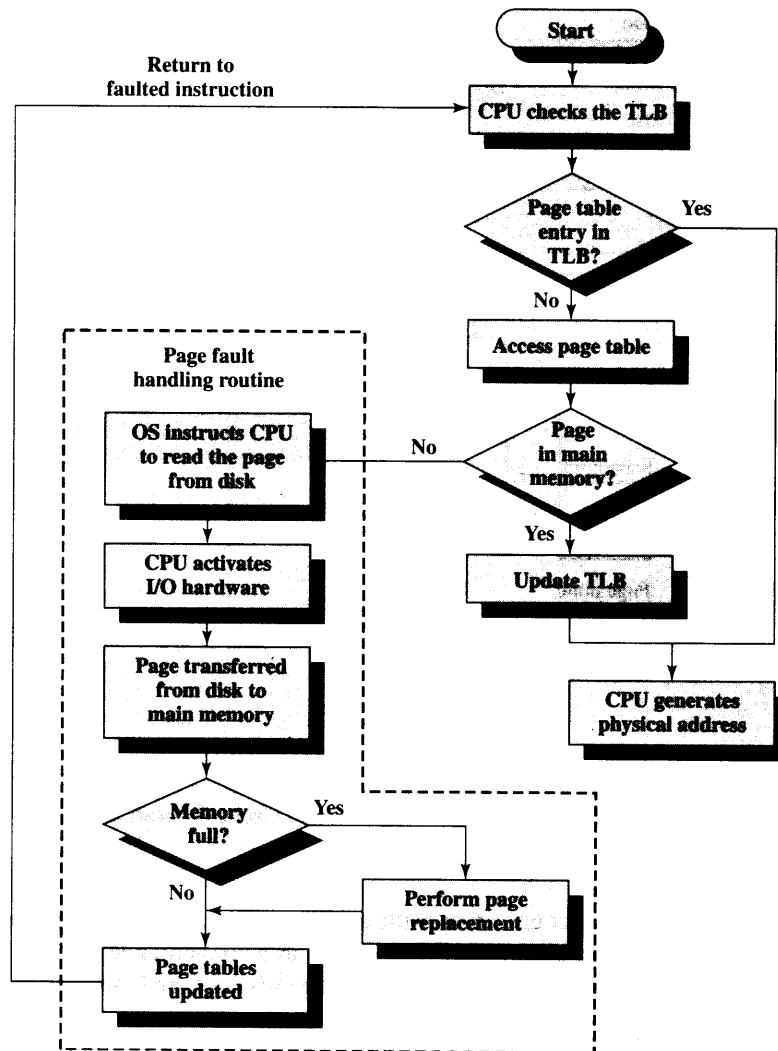 Start
Return to
faulted instruction
CPU checks the TLB
Page table
entry in
TLB?
Yes
No
Access page table
Page fault
handling routine
OS instructs CPU
to read the page
from disk
No
Page
in main
memory?
Yes
CPU activates
I/O hardware
Update TLB
Page transferred
from disk to
main memory
CPU generates
physical address
Memory
full?
Yes
No
Perform page
replacement
Page tables
updated